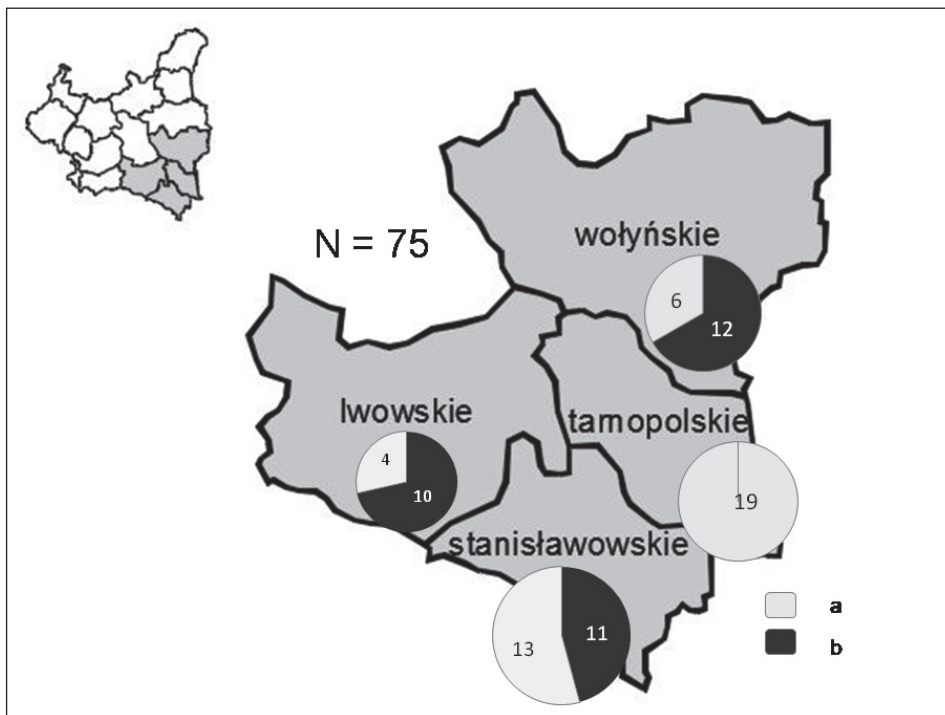 N = 75
wołyńskie
6
12
lwowskie
4
10
tarnopolskie
19
stanisławowskie
13
11
a
b